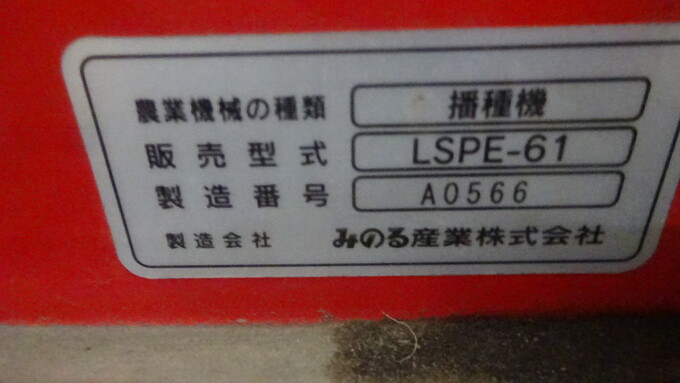 農業機械の種類 播種機
販売型式 LSPE-61
製造番号 A0566
製造会社 みのる産業株式会社